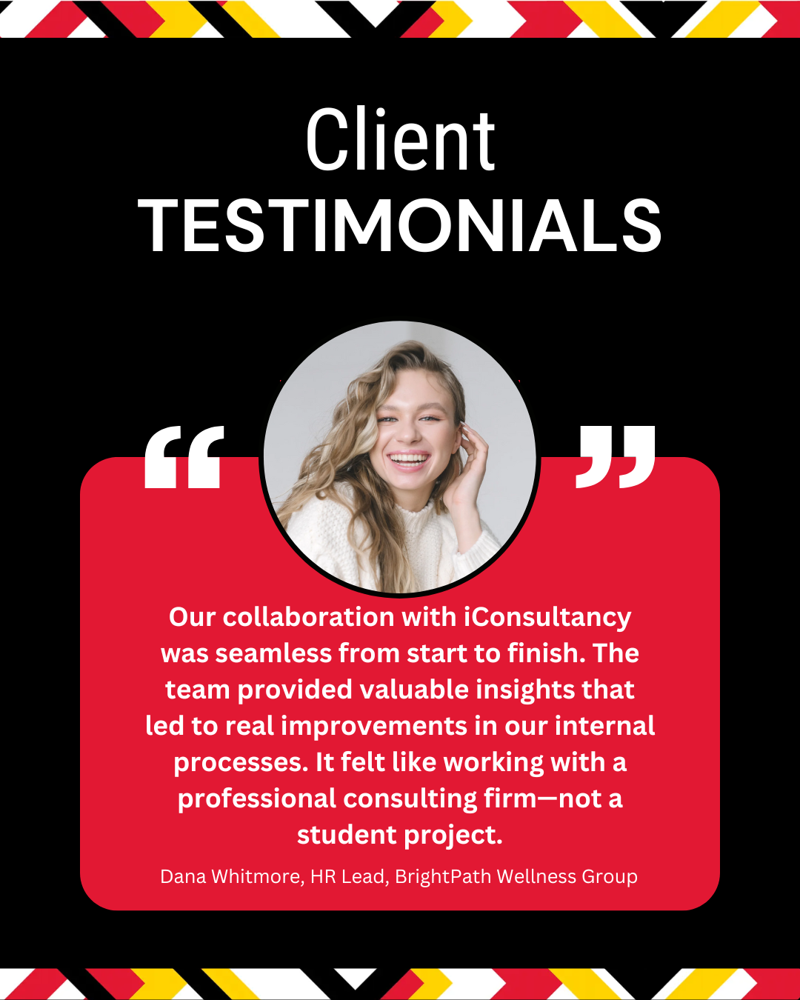 Client
TESTIMONIALS
“ ”
Our collaboration with iConsultancy
was seamless from start to finish. The
team provided valuable insights that
led to real improvements in our internal
processes. It felt like working with a
professional consulting firm—not a
student project.
Dana Whitmore, HR Lead, BrightPath Wellness Group